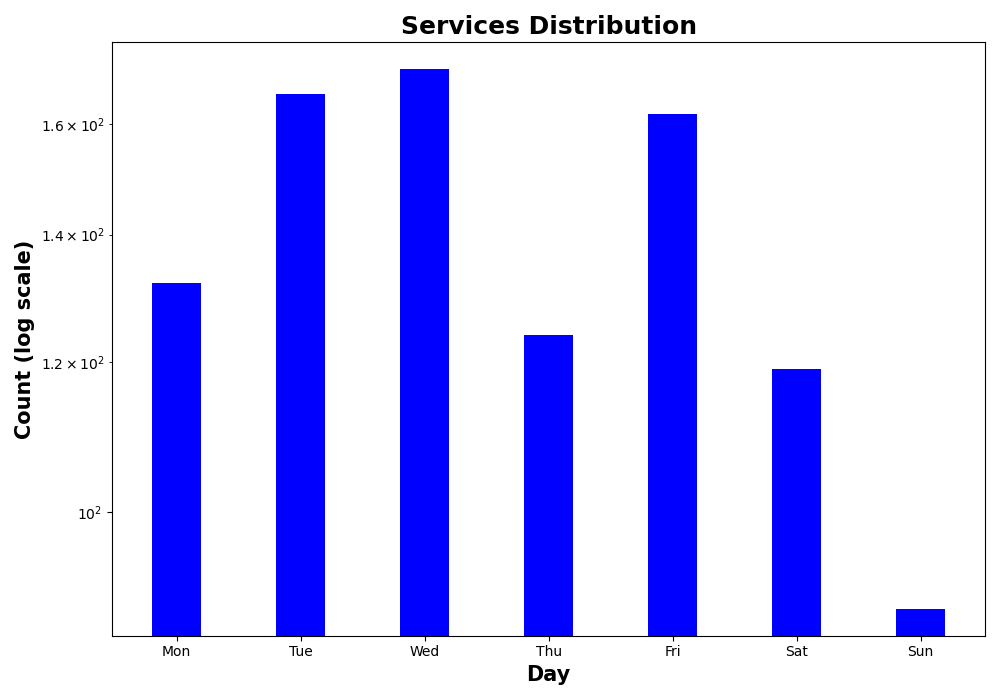 Services Distribution
Count (log scale)
1.6 × 10²
1.4 × 10²
1.2 × 10²
10²
Mon Tue Wed Thu Fri Sat Sun
Day